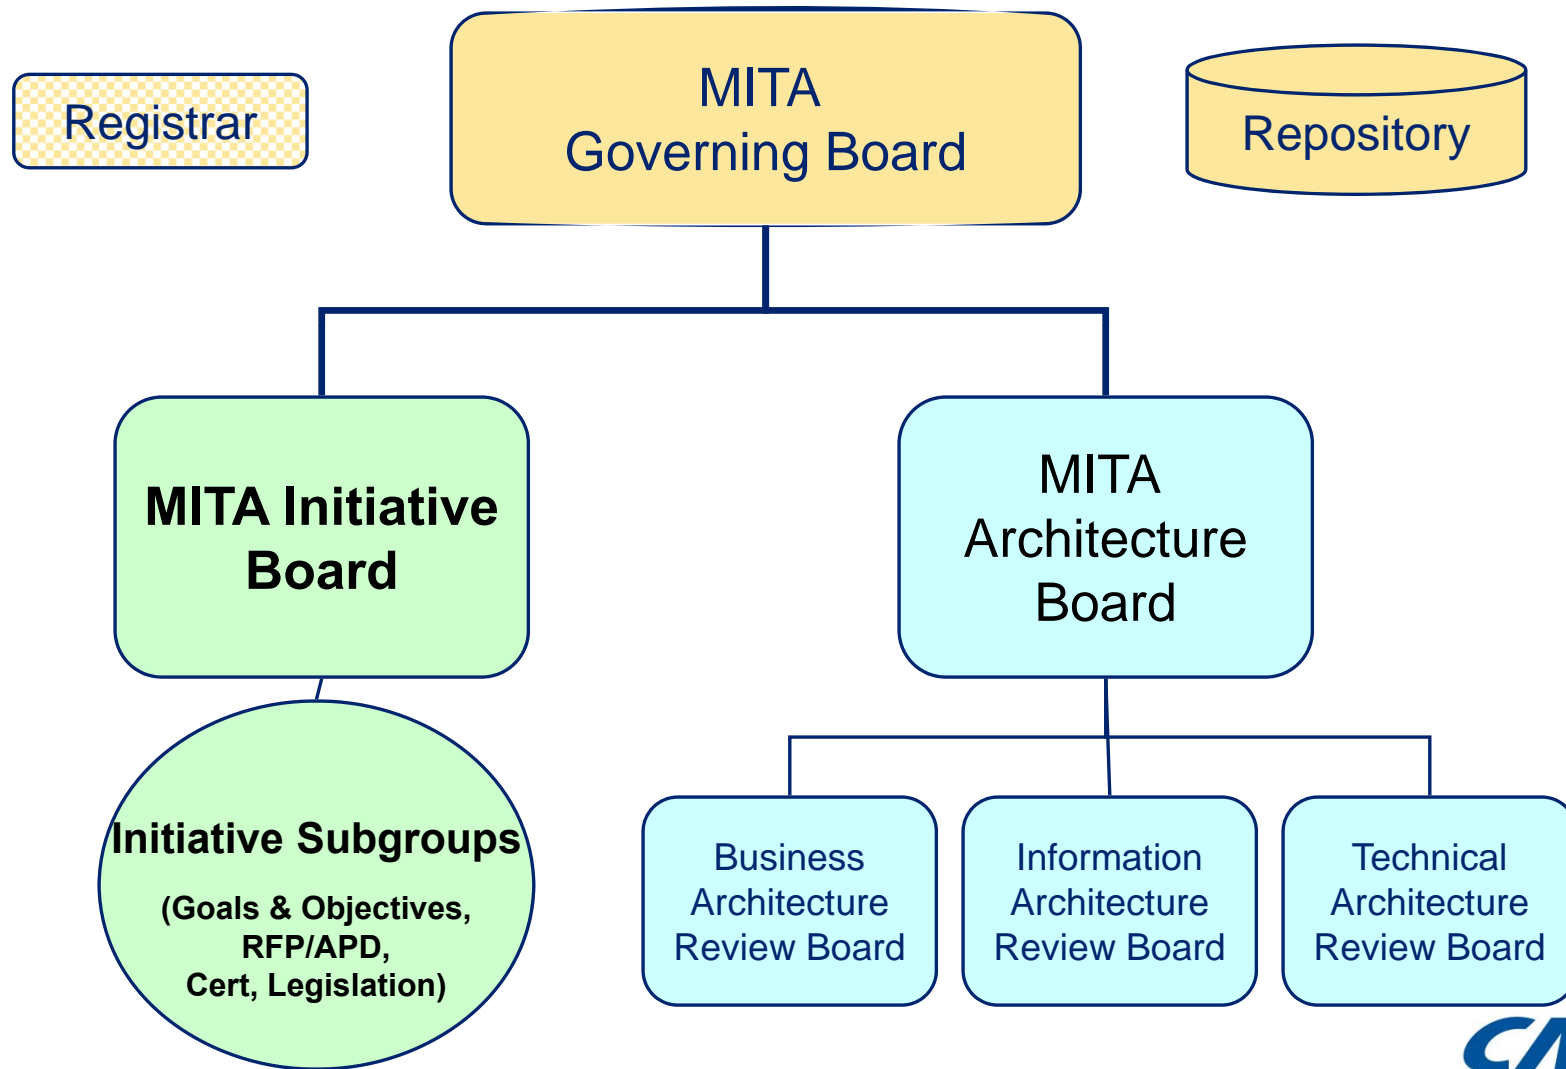 Registrar
MITA
Governing Board
Repository
MITA Initiative
Board
MITA
Architecture
Board
Initiative Subgroups
(Goals & Objectives,
RFP/APD,
Cert, Legislation)
Business
Architecture
Review Board
Information
Architecture
Review Board
Technical
Architecture
Review Board